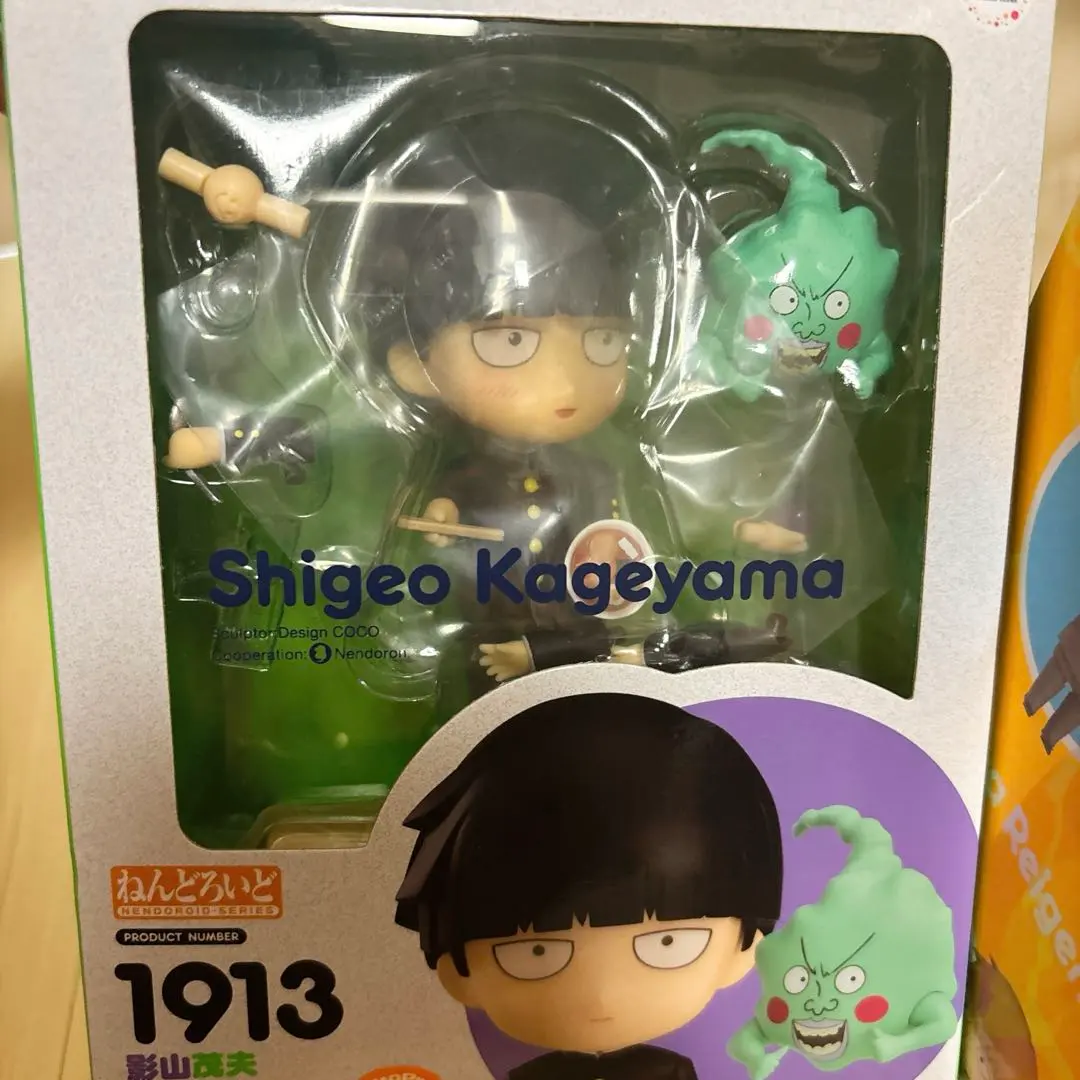 Shigeo Kageyama
Sculptor:Design COCO
Cooperation: Nendoron
ねんどろいど
NENDOROID-SERIES
PRODUCT NUMBER
1913
影山茂夫